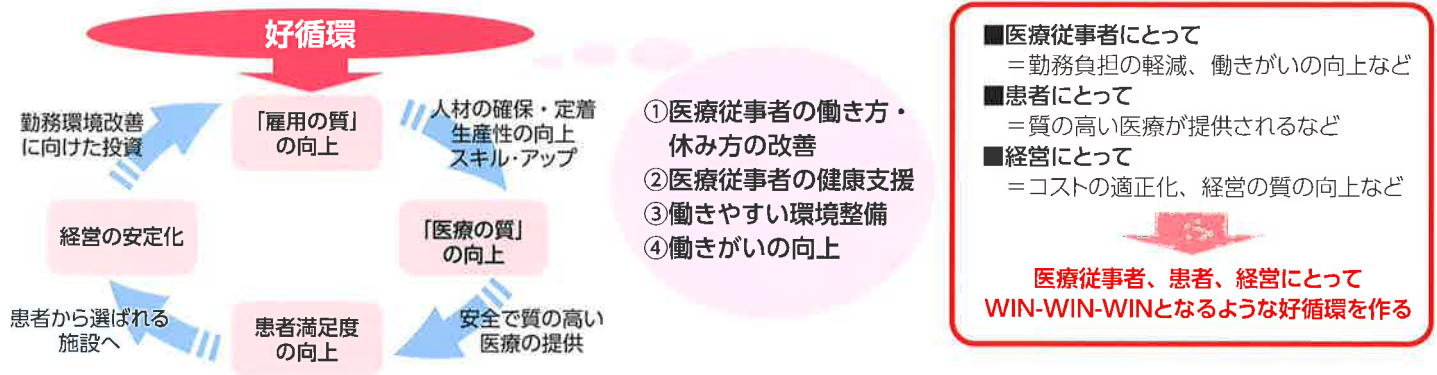 好循環
「雇用の質」
の向上
人材の確保・定着
生産性の向上
スキル・アップ
「医療の質」
の向上
安全で質の高い
医療の提供
患者満足度
の向上
患者から選ばれる
施設へ
経営の安定化
勤務環境改善
に向けた投資
①医療従事者の働き方・
休み方の改善
②医療従事者の健康支援
③働きやすい環境整備
④働きがいの向上
■医療従事者にとって
＝勤務負担の軽減、働きがいの向上など
■患者にとって
＝質の高い医療が提供されるなど
■経営にとって
＝コストの適正化、経営の質の向上など
医療従事者、患者、経営にとって
WIN-WIN-WINとなるような好循環を作る